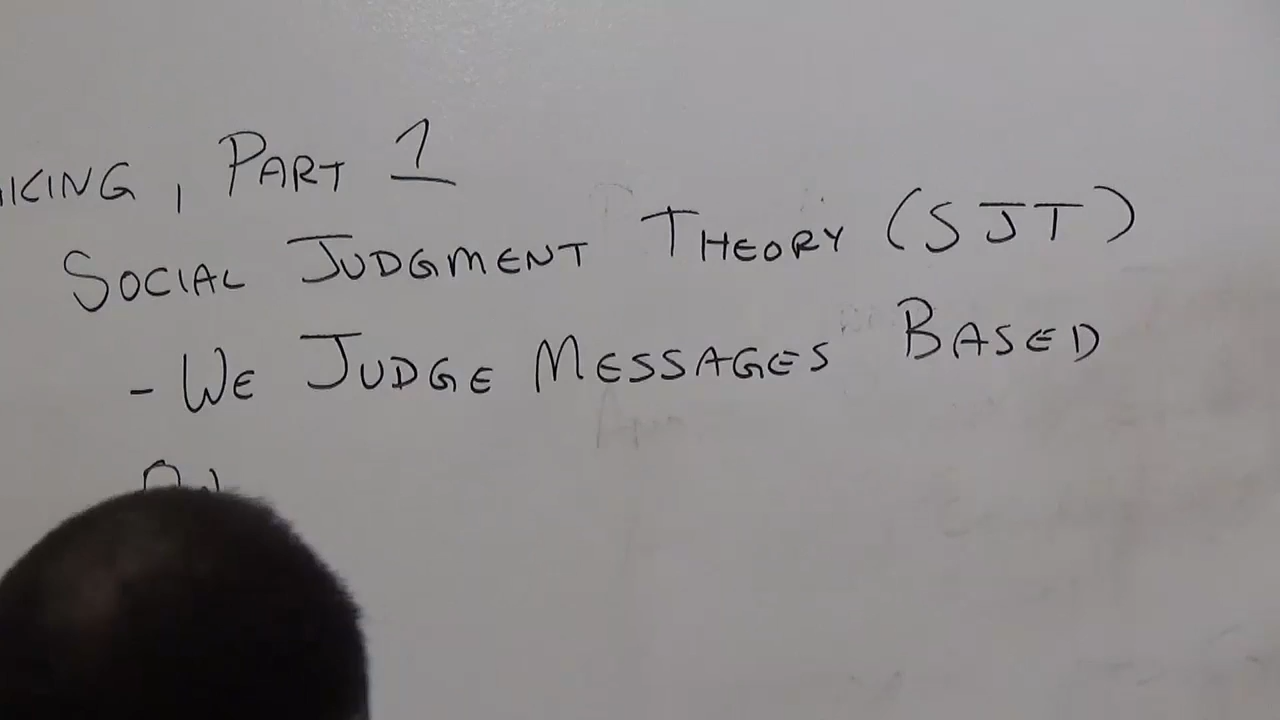 , PART 1
SOCIAL JUDGMENT THEORY (SJT)
- WE JUDGE MESSAGES BASED